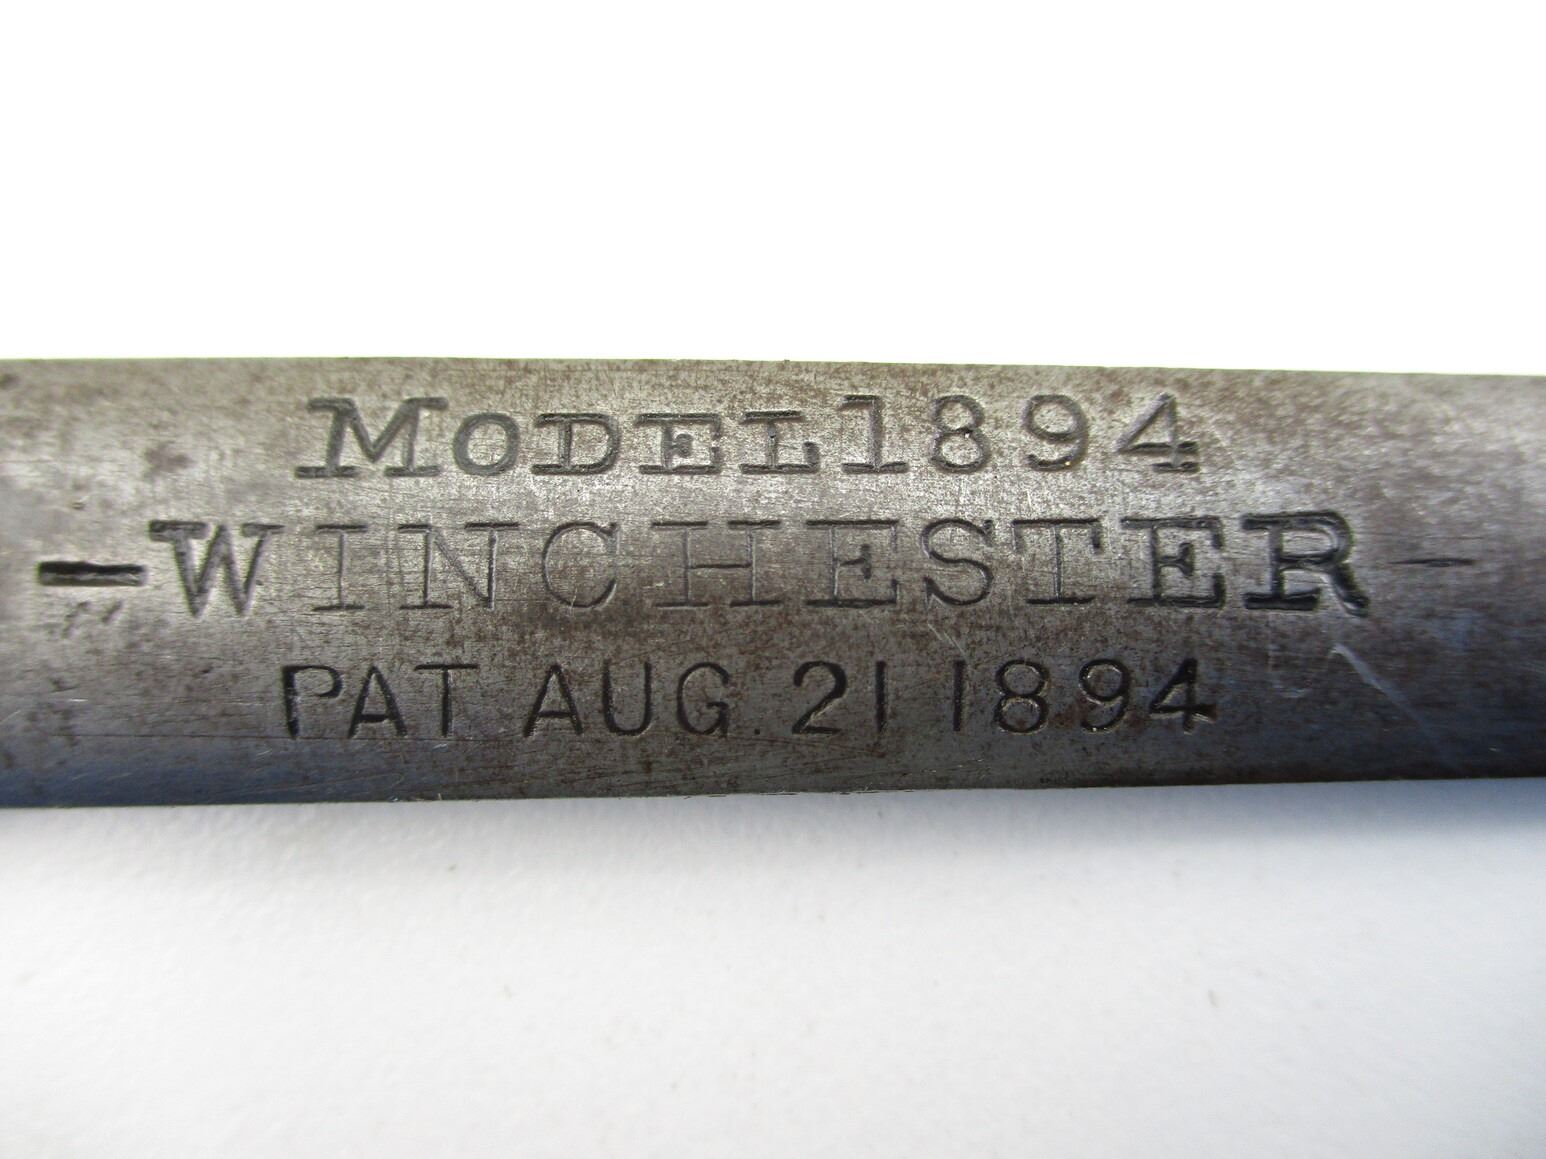 MODEL 1894
-WINCHESTER-
PAT AUG. 21 1894